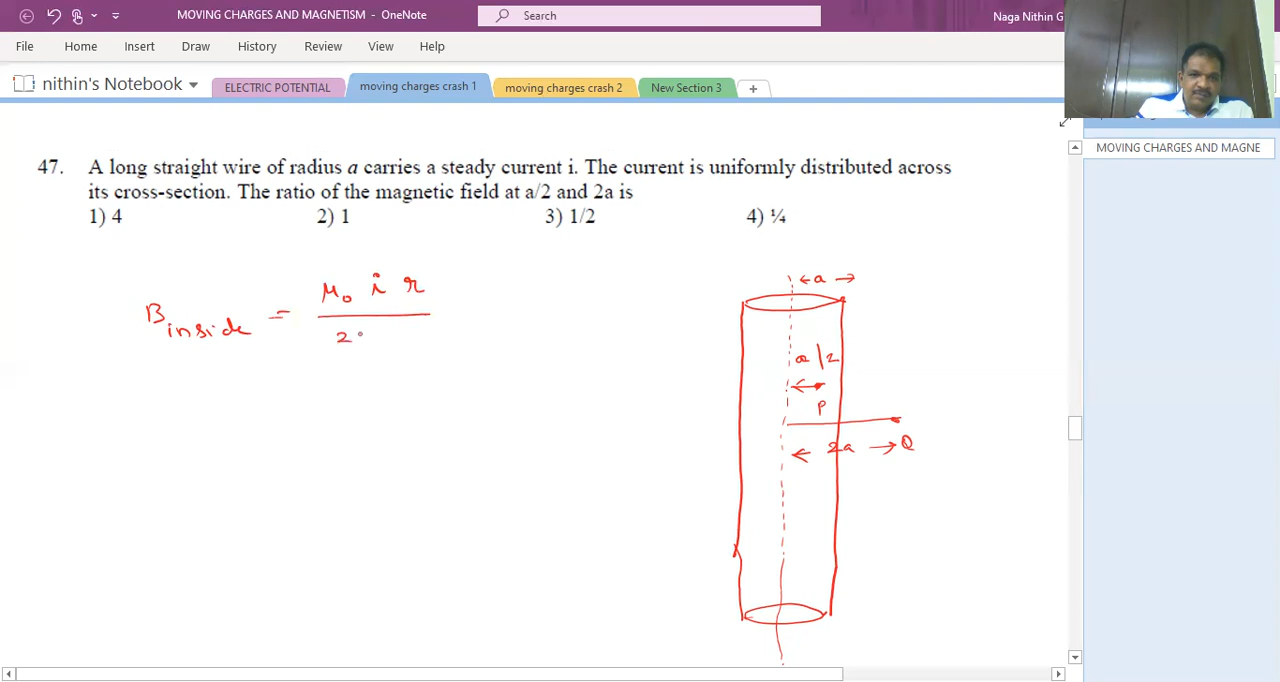 MOVING CHARGES AND MAGNETISM - OneNote
Search
Naga Nithin G
File Home Insert Draw History Review View Help
nithin's Notebook
ELECTRIC POTENTIAL
moving charges crash 1
moving charges crash 2
New Section 3
MOVING CHARGES AND MAGNE
47. A long straight wire of radius a carries a steady current i. The current is uniformly distributed across
its cross-section. The ratio of the magnetic field at a/2 and 2a is
1) 4 2) 1 3) 1/2 4) ¼
B inside = μ₀ i r
2
a
a/2
P
2a Q